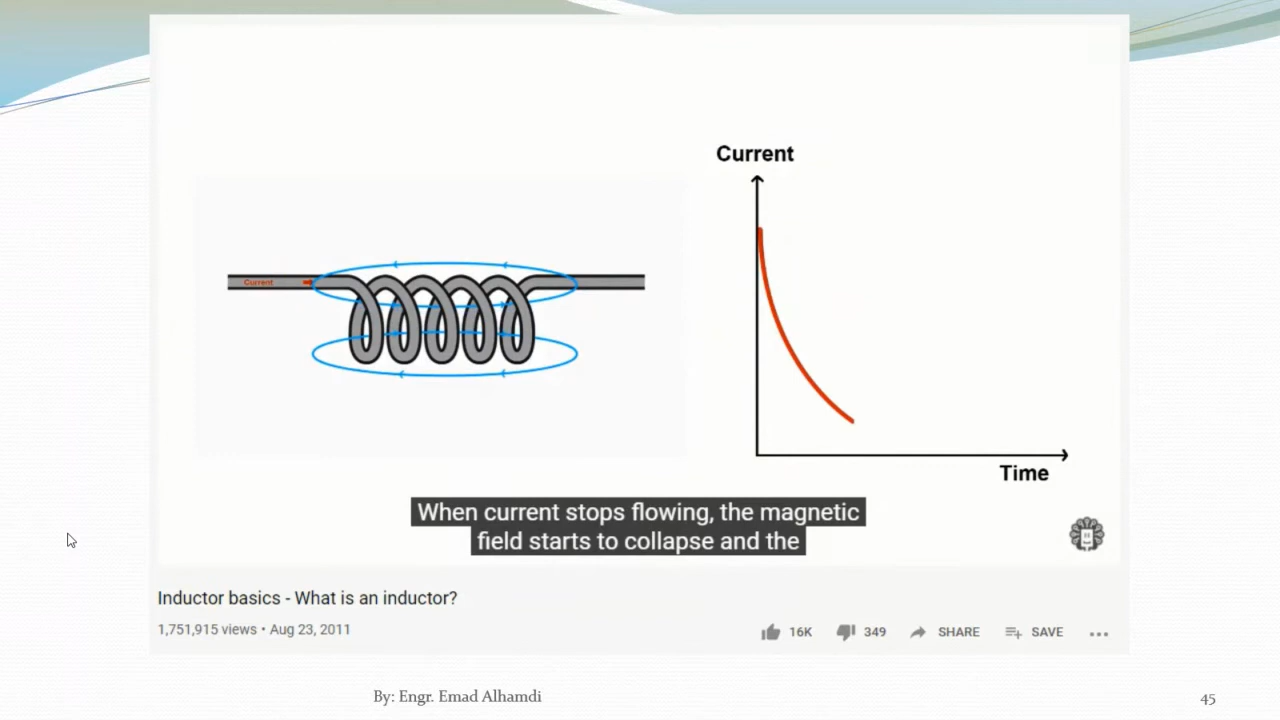 Current
Current
When current stops flowing, the magnetic
field starts to collapse and the
Time
Inductor basics - What is an inductor?
1,751,915 views • Aug 23, 2011
16K
349
SHARE
SAVE
By: Engr. Emad Alhamdi
45